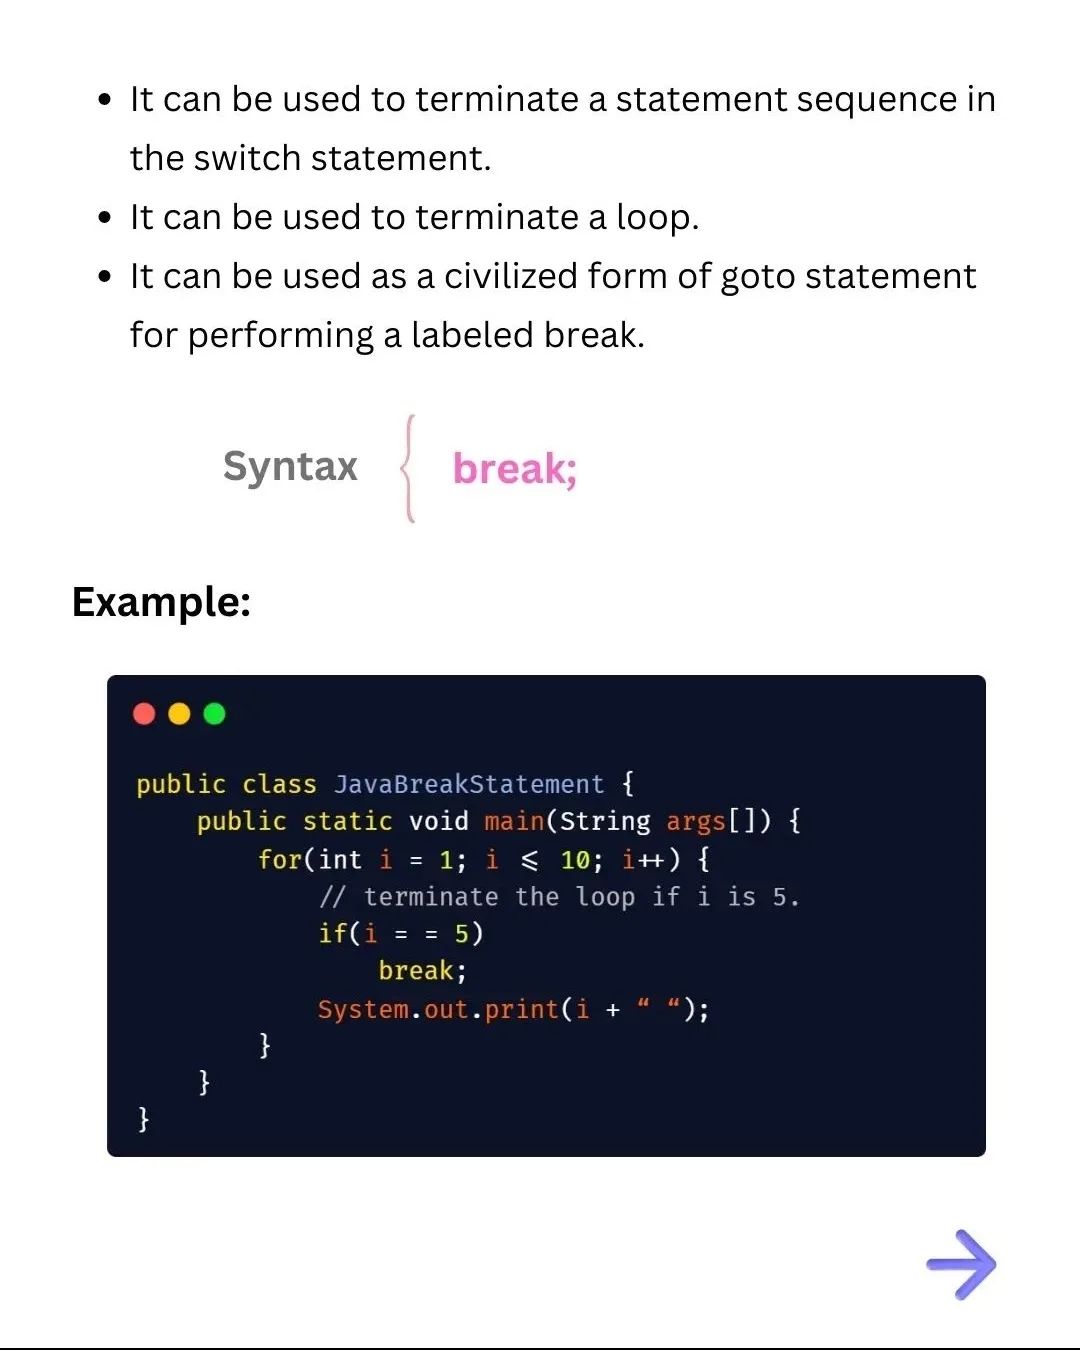 • It can be used to terminate a statement sequence in
the switch statement.
• It can be used to terminate a loop.
• It can be used as a civilized form of goto statement
for performing a labeled break.
Syntax { break;
Example:
public class JavaBreakStatement {
    public static void main(String args[]) {
        for(int i = 1; i ⩽ 10; i++) {
            // terminate the loop if i is 5.
            if(i = = 5)
                break;
            System.out.print(i + “ “);
        }
    }
}